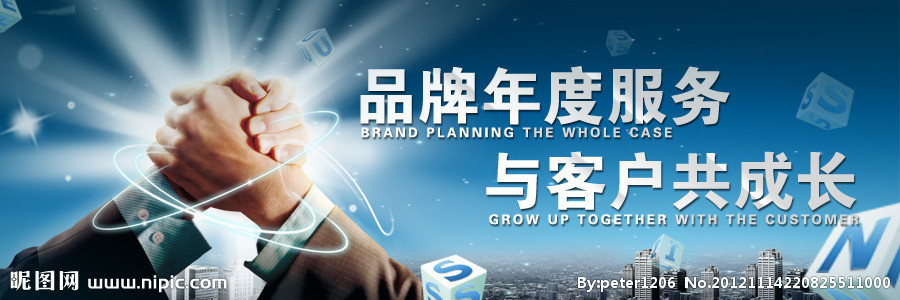 品牌年度服务
BRAND PLANNING THE WHOLE CASE
与客户共成长
GROW UP TOGETHER WITH THE CUSTOMER
U
S
S
S
S
I
N
昵图网 www.nipic.com
By:peter1206 No.20121114220825511000